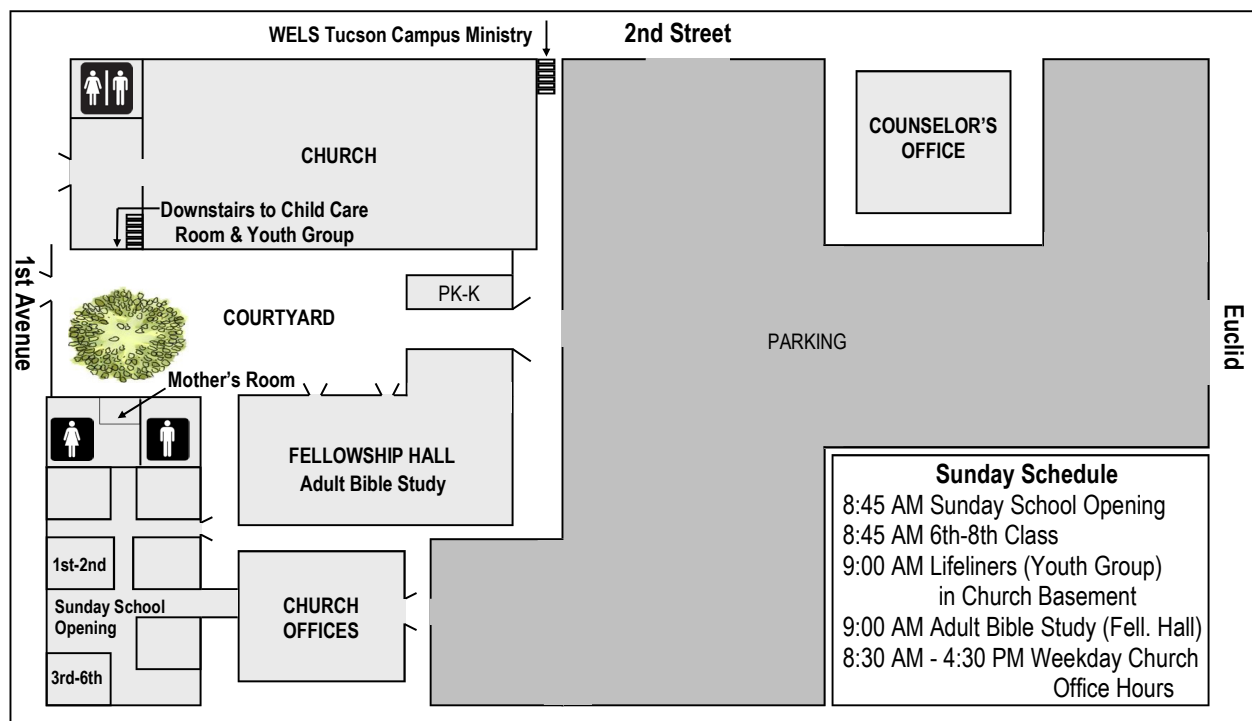 WELS Tucson Campus Ministry
2nd Street
CHURCH
COUNSELOR'S
OFFICE
Downstairs to Child Care
Room & Youth Group
1st Avenue
PK-K
COURTYARD
PARKING
Euclid
Mother's Room
FELLOWSHIP HALL
Adult Bible Study
1st-2nd
Sunday School
Opening
3rd-6th
CHURCH
OFFICES
Sunday Schedule
8:45 AM Sunday School Opening
8:45 AM 6th-8th Class
9:00 AM Lifeliners (Youth Group)
in Church Basement
9:00 AM Adult Bible Study (Fell. Hall)
8:30 AM - 4:30 PM Weekday Church
Office Hours